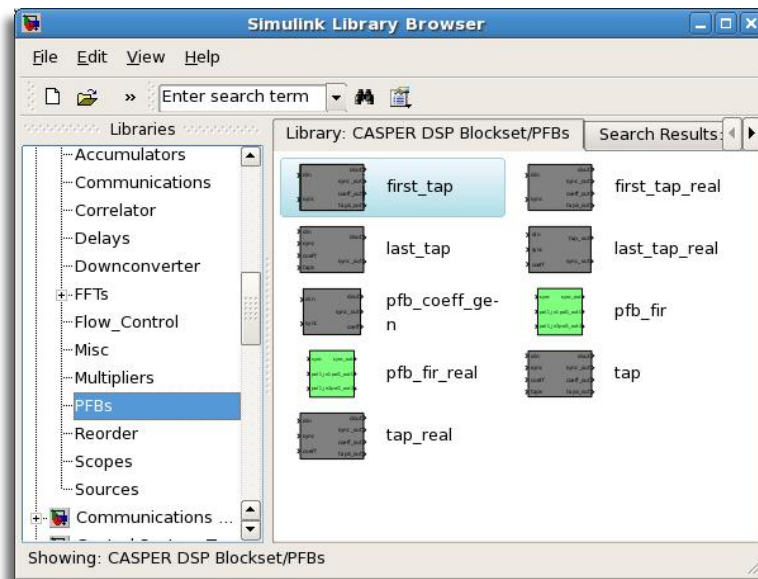 Simulink Library Browser
File Edit View Help
» Enter search term
Libraries
Library: CASPER DSP Blockset/PFBs
Search Results:
Accumulators
Communications
Correlator
Delays
Downconverter
FFTs
Flow_Control
Misc
Multipliers
PFBs
Reorder
Scopes
Sources
Communications ...
first_tap
first_tap_real
last_tap
last_tap_real
pfb_coeff_ge-
n
pfb_fir
pfb_fir_real
tap
tap_real
Showing: CASPER DSP Blockset/PFBs